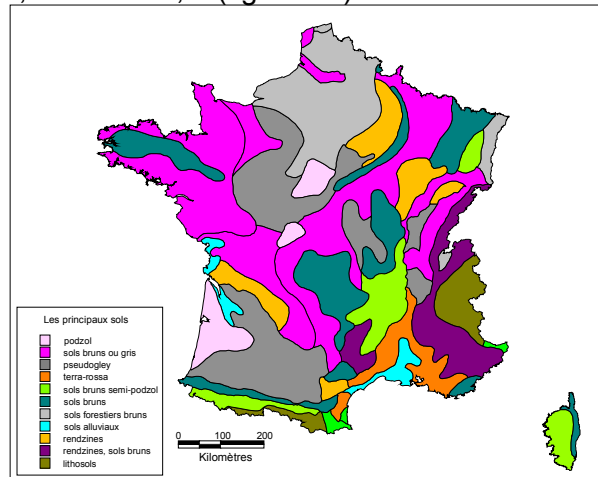 Les principaux sols
podzol
sols bruns ou gris
pseudogley
terra-rossa
sols bruns semi-podzol
sols bruns
sols forestiers bruns
sols alluviaux
rendzines
rendzines, sols bruns
lithosols
0 100 200
Kilomètres